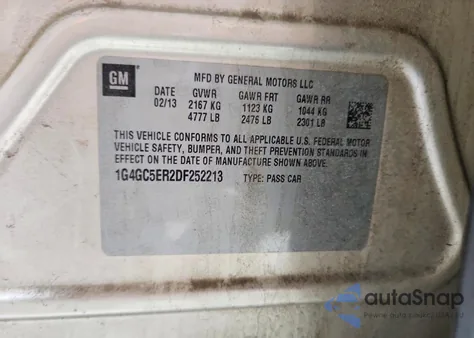 GM
MFD BY GENERAL MOTORS LLC
DATE GVWR GAWR FRT GAWR RR
02/13 2167 KG 1123 KG 1044 KG
4777 LB 2476 LB 2301 LB
THIS VEHICLE CONFORMS TO ALL APPLICABLE U.S. FEDERAL MOTOR
VEHICLE SAFETY, BUMPER, AND THEFT PREVENTION STANDARDS
IN EFFECT ON THE DATE OF MANUFACTURE SHOWN ABOVE.
1G4GC5ER2DF252213 TYPE: PASS CAR
autoSnap